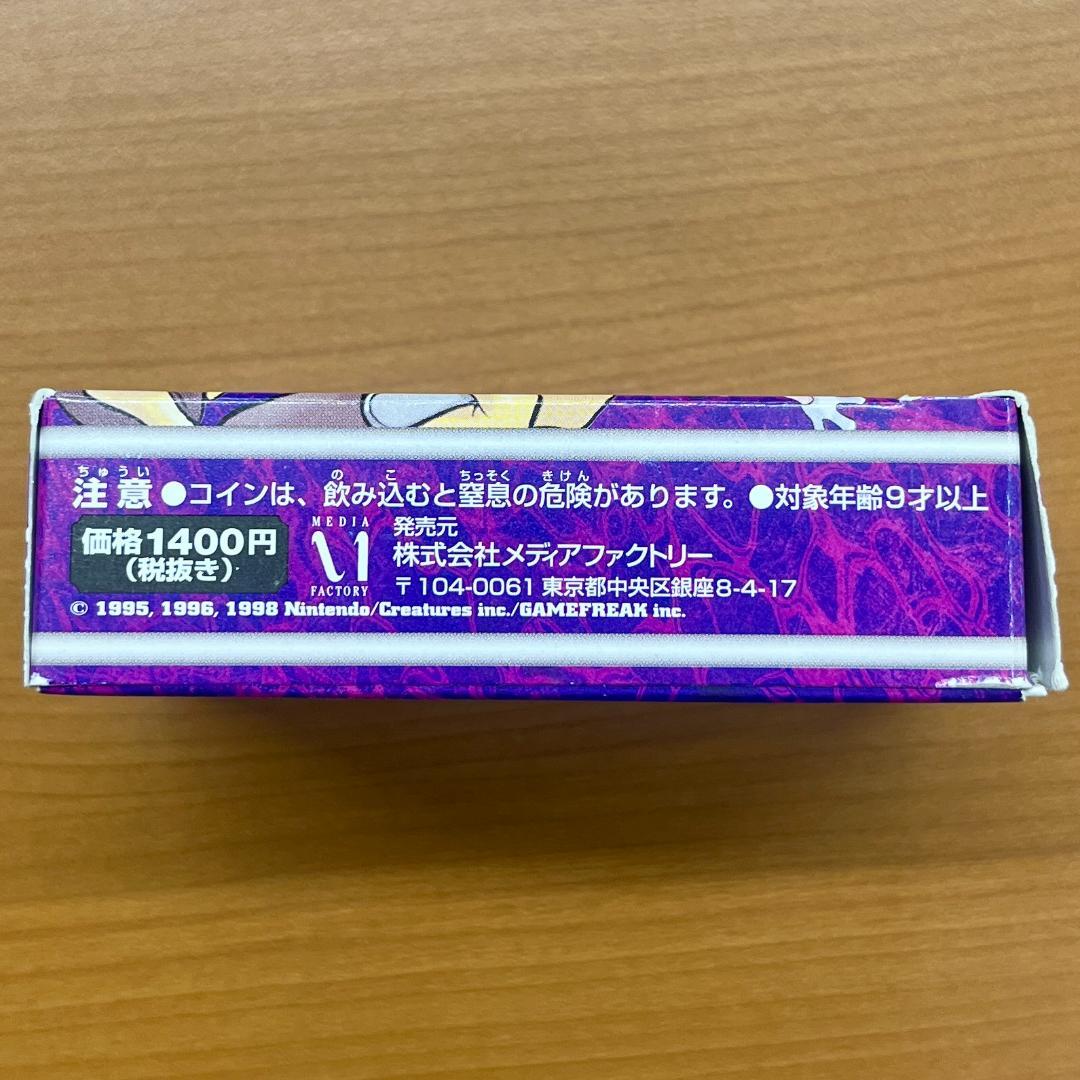 ちゅうい の こ ちっそく きけん
注意●コインは、飲み込むと窒息の危険があります。●対象年齢9才以上
価格1400円
(税抜き)
MEDIA
FACTORY
発売元
株式会社メディアファクトリー
〒104-0061 東京都中央区銀座8-4-17
© 1995, 1996, 1998 Nintendo/Creatures inc./GAMEFREAK inc.